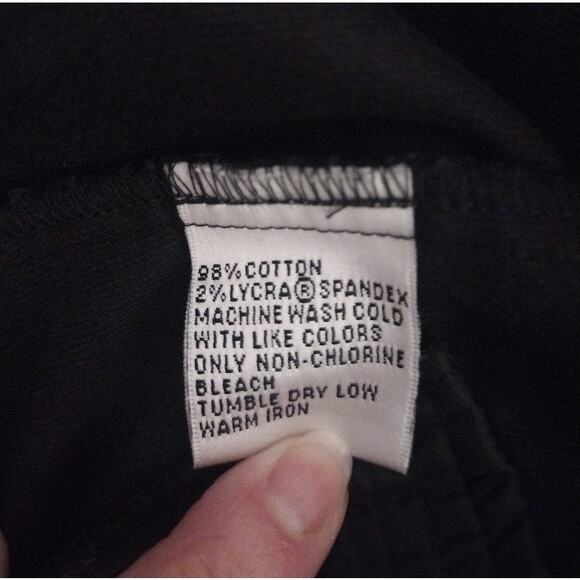 98% COTTON
2% LYCRA® SPANDEX
MACHINE WASH COLD
WITH LIKE COLORS
ONLY NON-CHLORINE
BLEACH
TUMBLE DRY LOW
WARM IRON